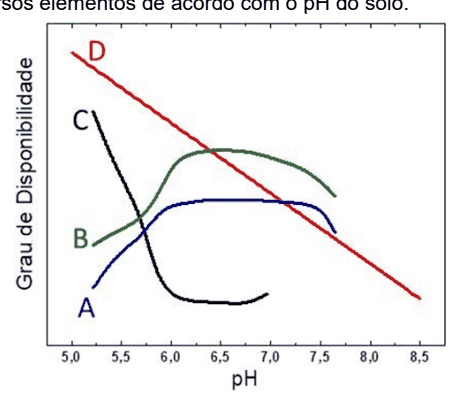 sos elementos de acordo com o pH do solo.
D
C
B
A
Grau de Disponibilidade
5,0 5,5 6,0 6,5 7,0 7,5 8,0 8,5
pH